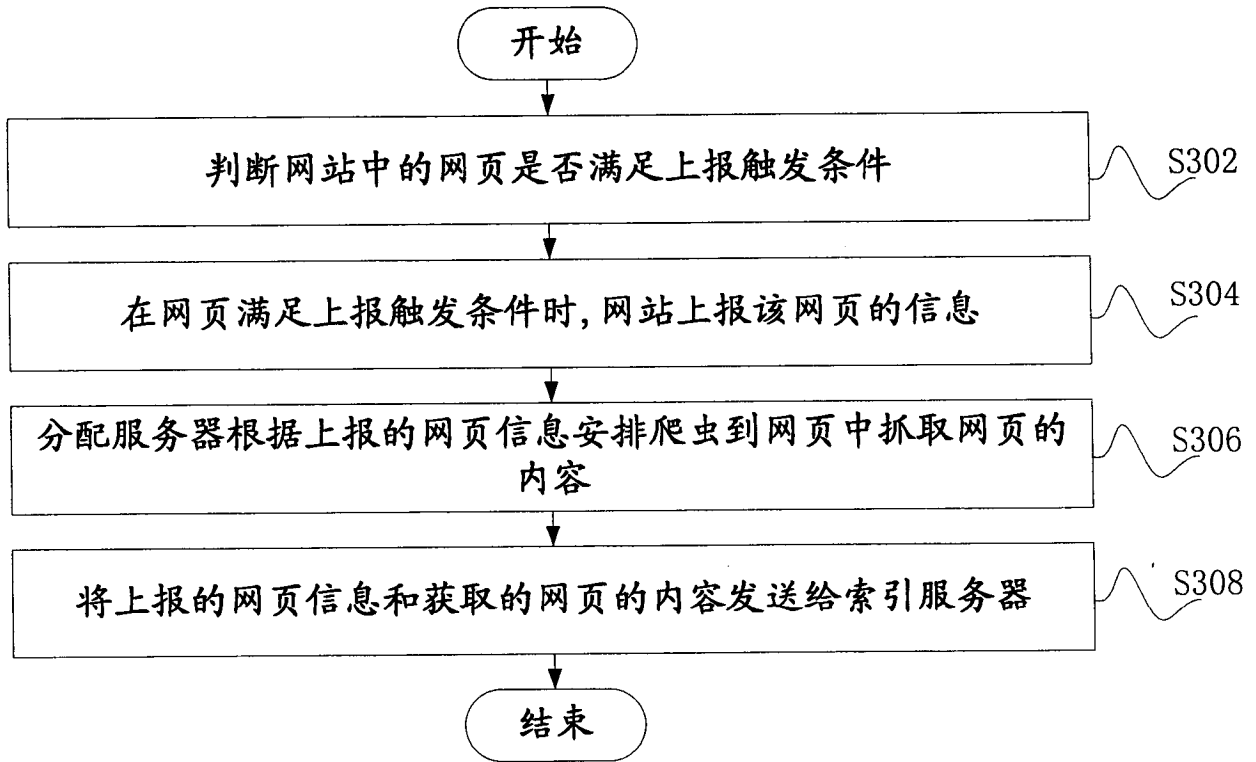 开始
判断网站中的网页是否满足上报触发条件
S302
在网页满足上报触发条件时,网站上报该网页的信息
S304
分配服务器根据上报的网页信息安排爬虫到网页中抓取网页的
内容
S306
将上报的网页信息和获取的网页的内容发送给索引服务器
S308
结束